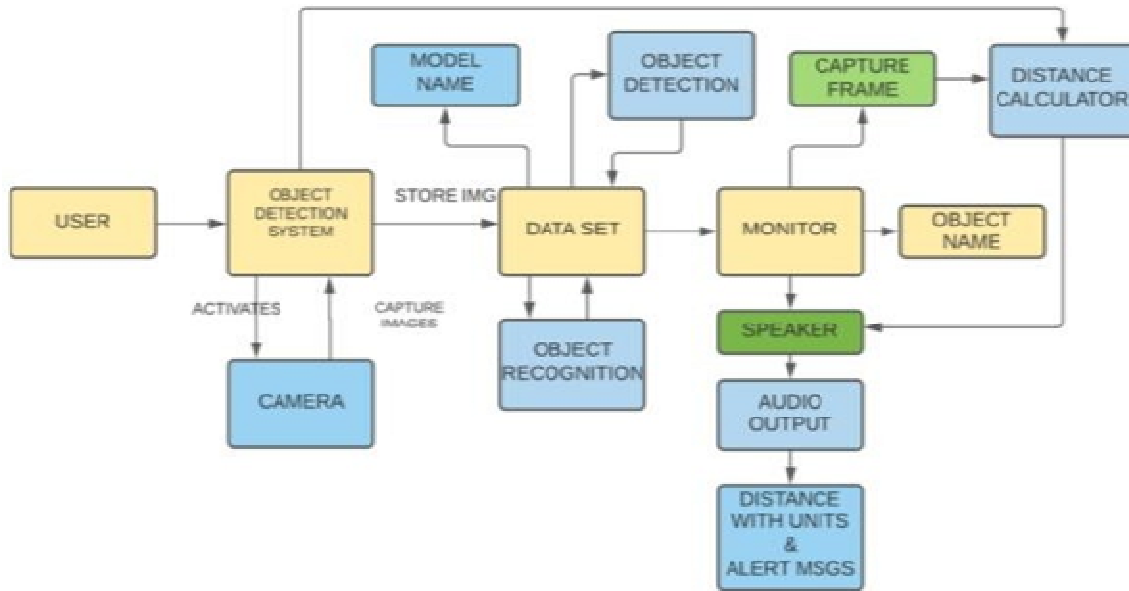 MODEL
NAME
OBJECT
DETECTION
CAPTURE
FRAME
DISTANCE
CALCULATOR
USER
OBJECT
DETECTION
SYSTEM
STORE IMG
DATA SET
MONITOR
OBJECT
NAME
ACTIVATES
CAPTURE
IMAGES
CAMERA
OBJECT
RECOGNITION
SPEAKER
AUDIO
OUTPUT
DISTANCE
WITH UNITS
&
ALERT MSGS